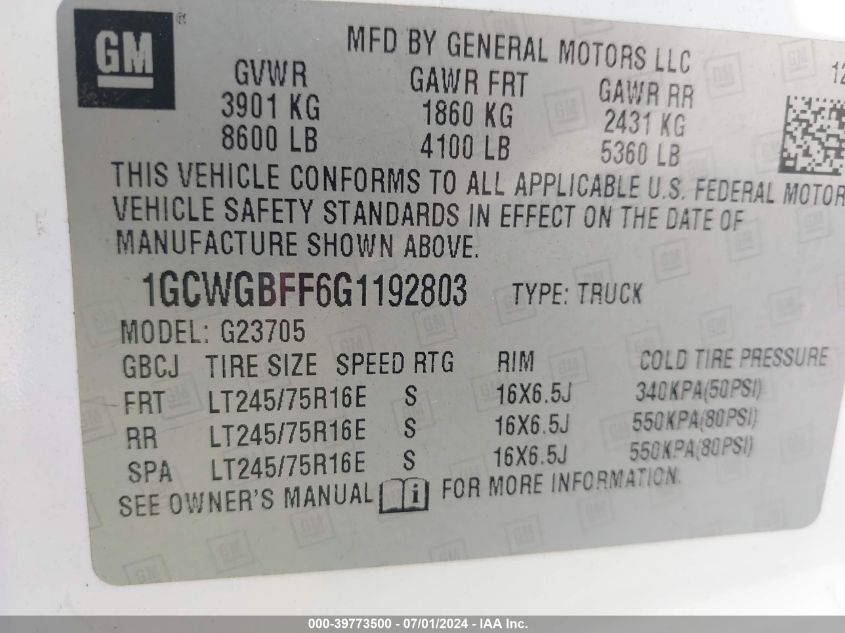 GM ®
MFD BY GENERAL MOTORS LLC
GVWR GAWR FRT GAWR RR 12
3901 KG 1860 KG 2431 KG
8600 LB 4100 LB 5360 LB
THIS VEHICLE CONFORMS TO ALL APPLICABLE U.S. FEDERAL MOTOR
VEHICLE SAFETY STANDARDS IN EFFECT ON THE DATE OF
MANUFACTURE SHOWN ABOVE.
1GCWGBFF6G1192803 TYPE: TRUCK
MODEL: G23705
GBCJ TIRE SIZE SPEED RTG RIM COLD TIRE PRESSURE
FRT LT245/75R16E S 16X6.5J 340KPA(50PSI)
RR LT245/75R16E S 16X6.5J 550KPA(80PSI)
SPA LT245/75R16E S 16X6.5J 550KPA(80PSI)
SEE OWNER'S MANUAL FOR MORE INFORMATION.
000-39773500 - 07/01/2024 - IAA Inc.